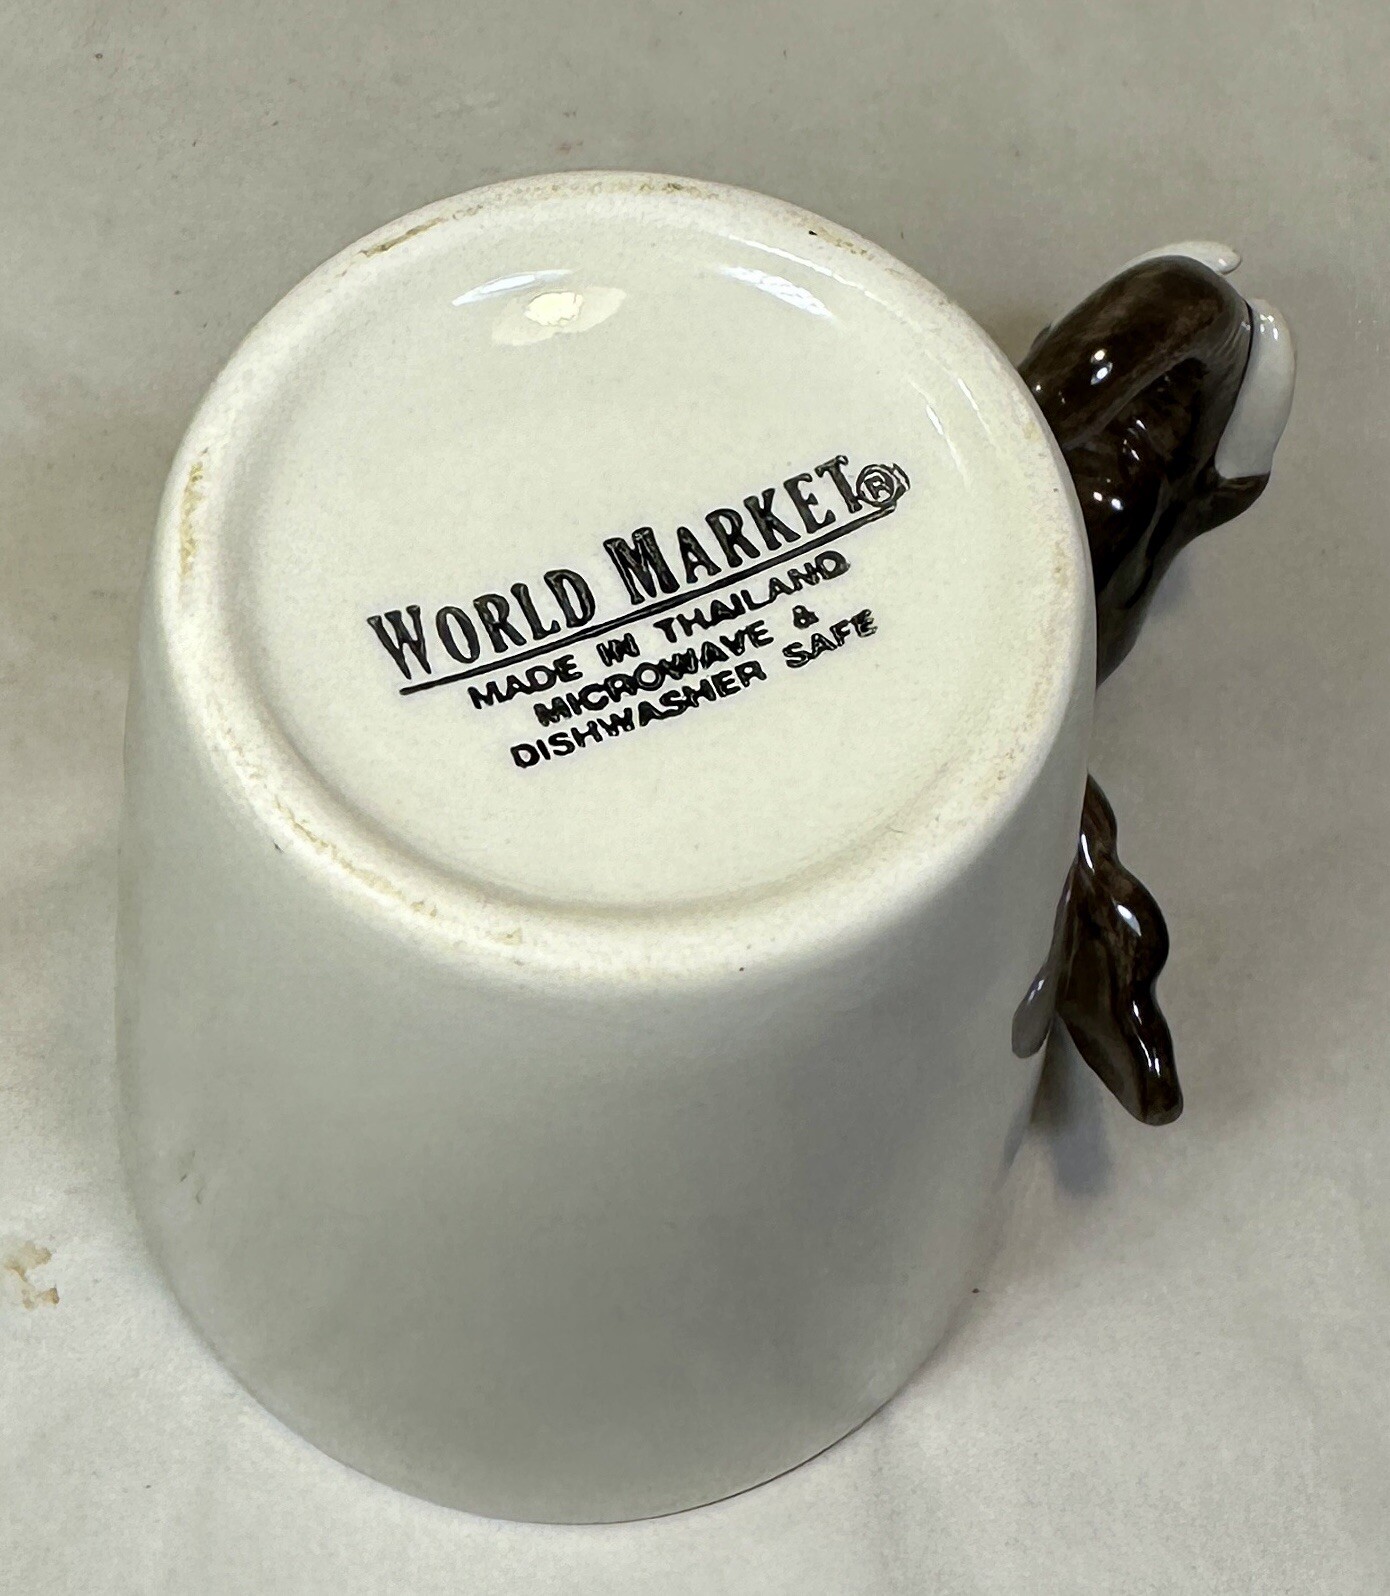 WORLD MARKET®
MADE IN THAILAND
MICROWAVE &
DISHWASHER SAFE